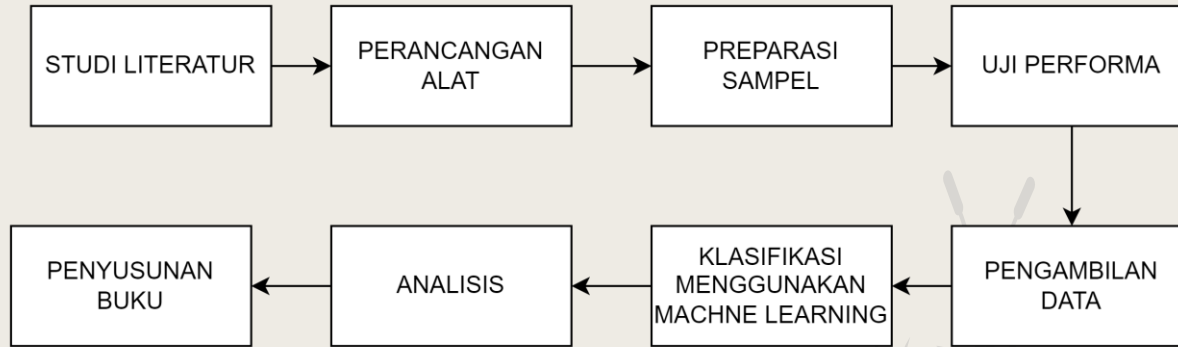 STUDI LITERATUR
PERANCANGAN
ALAT
PREPARASI
SAMPEL
UJI PERFORMA
PENGAMBILAN
DATA
KLASIFIKASI
MENGGUNAKAN
MACHNE LEARNING
ANALISIS
PENYUSUNAN
BUKU